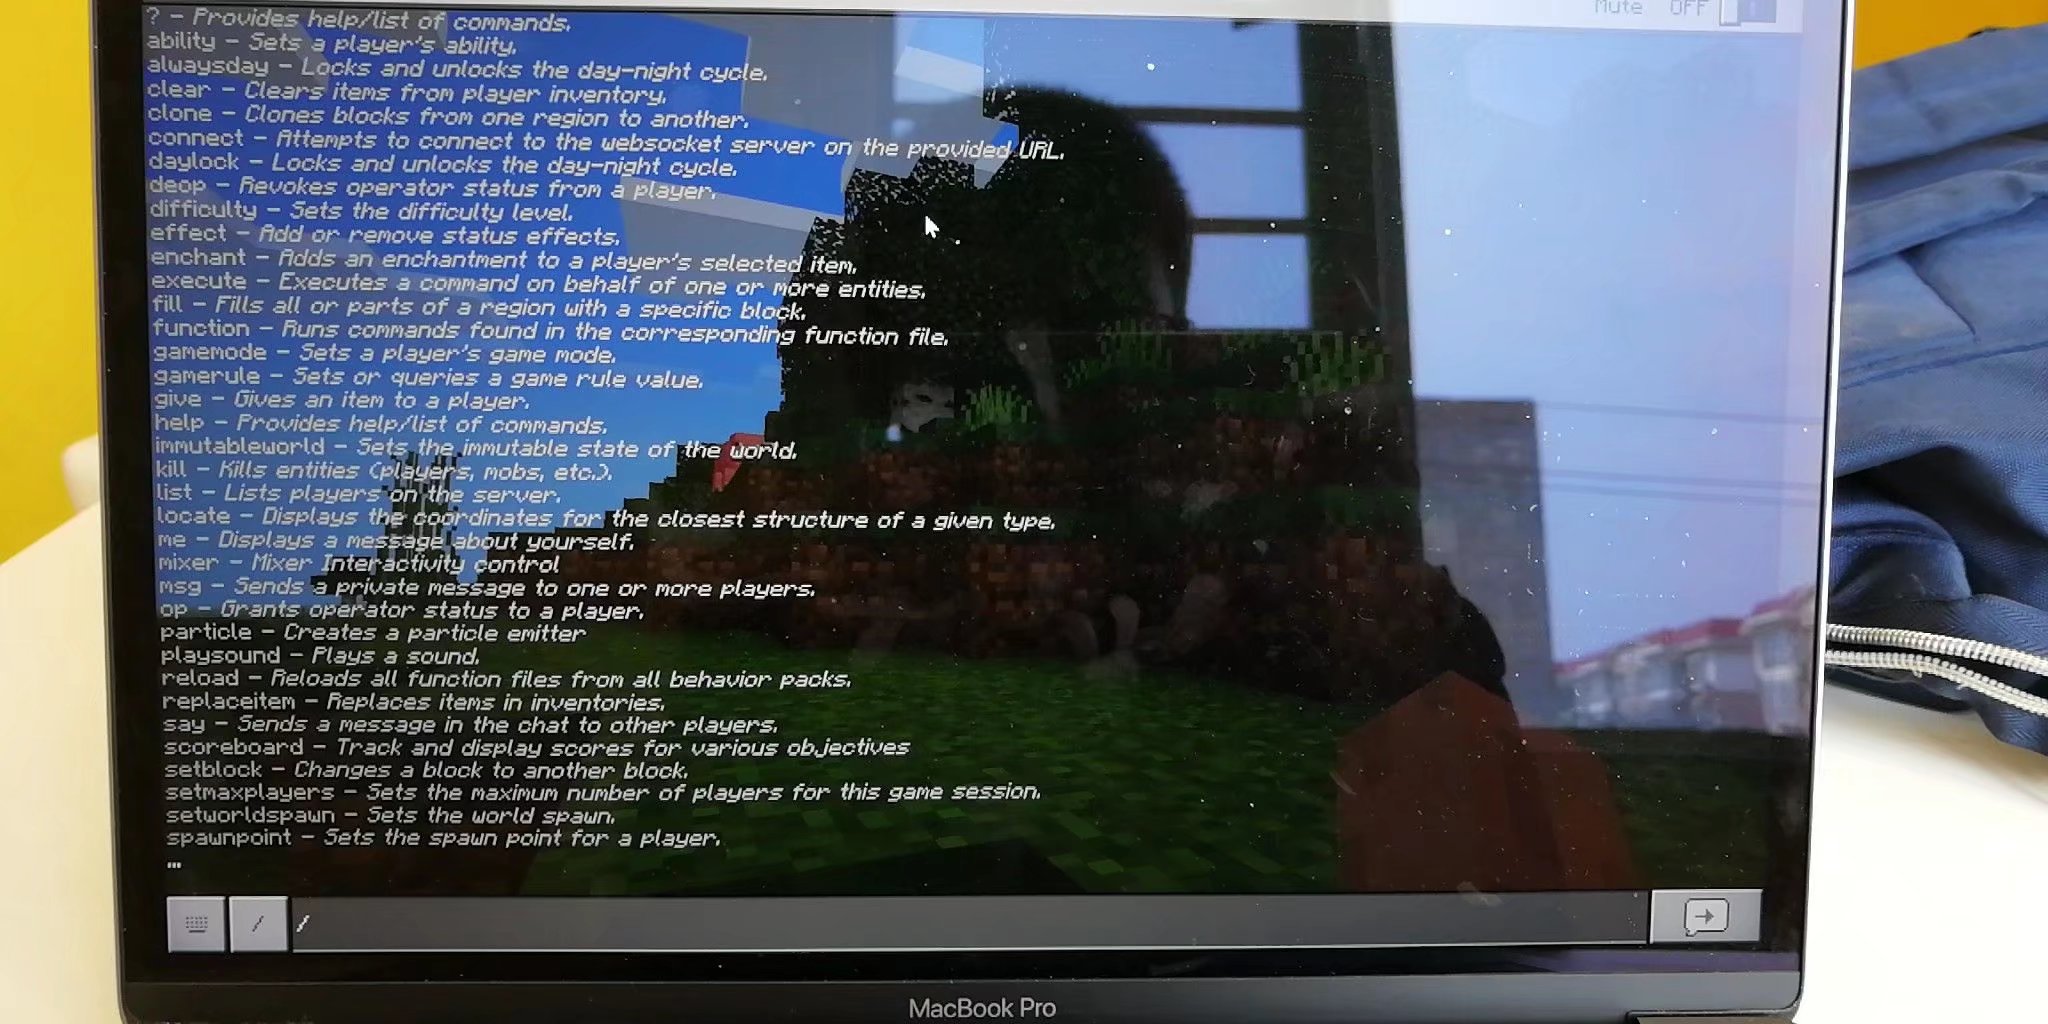 Mute OFF
? - Provides help/list of commands.
ability - Sets a player's ability.
alwaysday - Locks and unlocks the day-night cycle.
clear - Clears items from player inventory.
clone - Clones blocks from one region to another.
connect - Attempts to connect to the websocket server on the provided URL.
daylock - Locks and unlocks the day-night cycle.
deop - Revokes operator status from a player.
difficulty - Sets the difficulty level.
effect - Add or remove status effects.
enchant - Adds an enchantment to a player's selected item.
execute - Executes a command on behalf of one or more entities.
fill - Fills all or parts of a region with a specific block.
function - Runs commands found in the corresponding function file.
gamemode - Sets a player's game mode.
gamerule - Sets or queries a game rule value.
give - Gives an item to a player.
help - Provides help/list of commands.
immutableworld - Sets the immutable state of the world.
kill - Kills entities (players, mobs, etc.).
list - Lists players on the server.
locate - Displays the coordinates for the closest structure of a given type.
me - Displays a message about yourself.
mixer - Mixer Interactivity control
msg - Sends a private message to one or more players.
op - Grants operator status to a player.
particle - Creates a particle emitter
playsound - Plays a sound.
reload - Reloads all function files from all behavior packs.
replaceitem - Replaces items in inventories.
say - Sends a message in the chat to other players.
scoreboard - Track and display scores for various objectives
setblock - Changes a block to another block.
setmaxplayers - Sets the maximum number of players for this game session.
setworldspawn - Sets the world spawn.
spawnpoint - Sets the spawn point for a player.
...
/ /
MacBook Pro